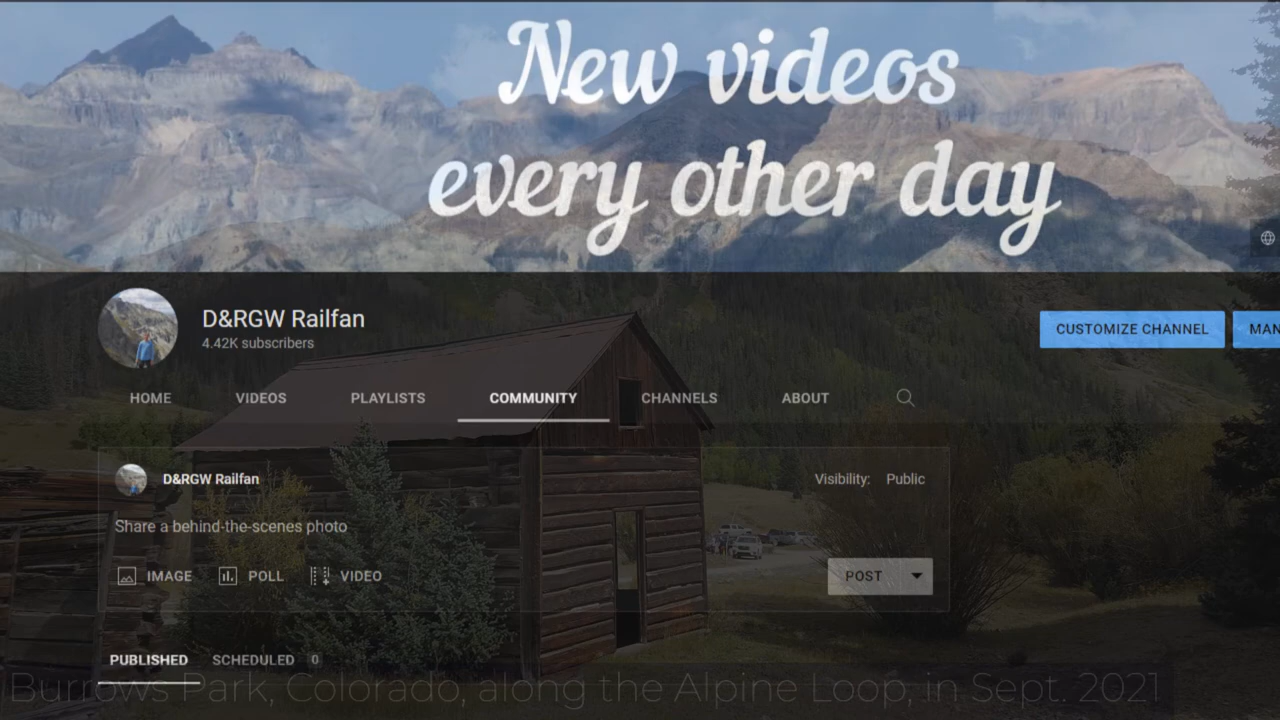 New videos
every other day
D&RGW Railfan
4.42K subscribers
CUSTOMIZE CHANNEL
HOME VIDEOS PLAYLISTS COMMUNITY CHANNELS ABOUT
D&RGW Railfan Visibility: Public
Share a behind-the-scenes photo
IMAGE POLL VIDEO POST
PUBLISHED SCHEDULED 0
Burrows Park, Colorado, along the Alpine Loop, in Sept. 2021